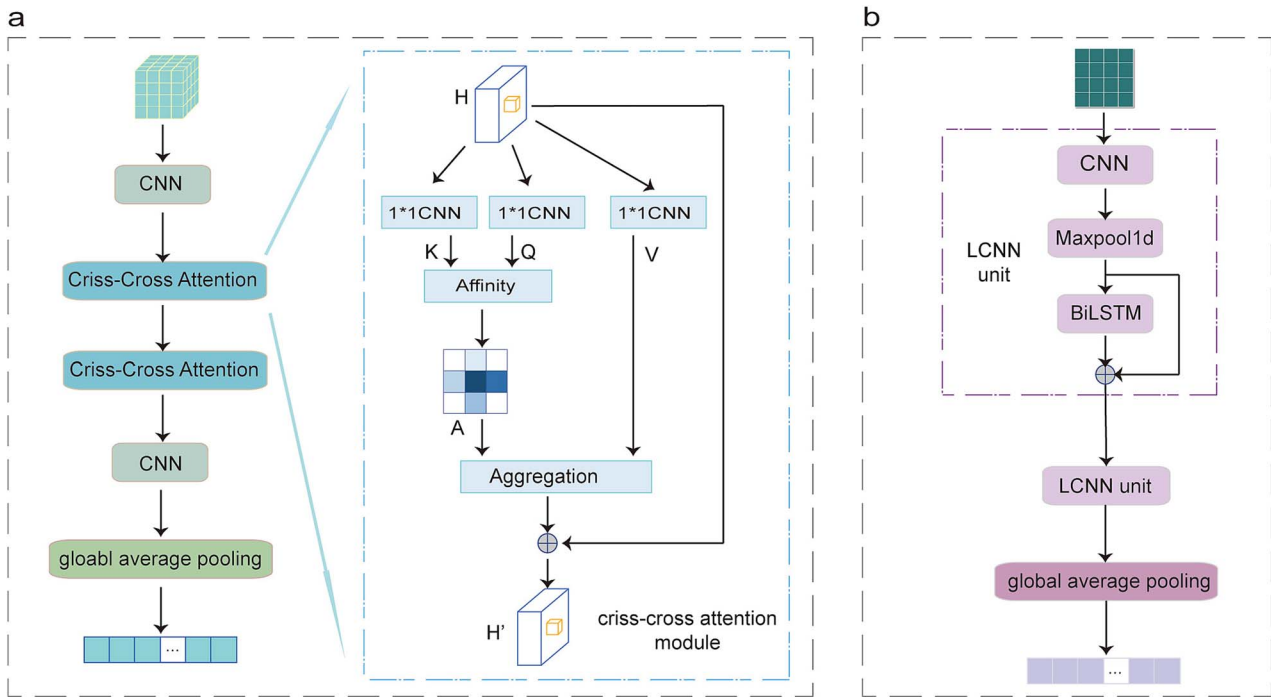 a
CNN
Criss-Cross Attention
Criss-Cross Attention
CNN
gloabl average pooling
...
H
1*1CNN
1*1CNN
1*1CNN
K
Q
V
Affinity
A
Aggregation
H'
criss-cross attention
module
b
CNN
Maxpool1d
LCNN
unit
BiLSTM
LCNN unit
global average pooling
...